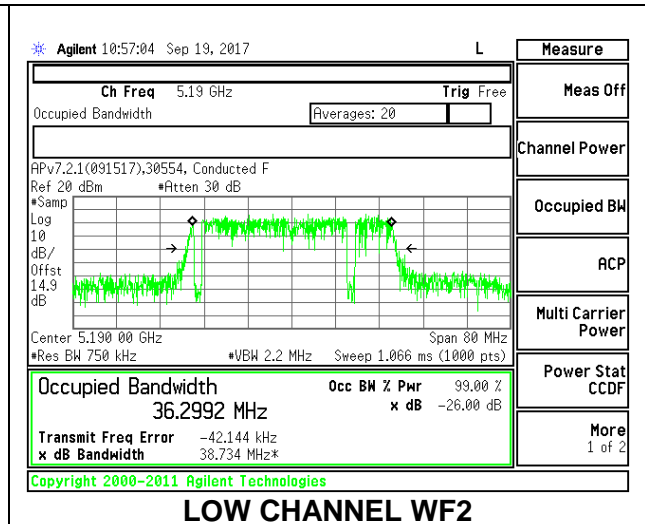 Agilent 10:57:04 Sep 19, 2017 L Measure
Ch Freq 5.19 GHz Trig Free
Occupied Bandwidth Averages: 20
Meas Off
Channel Power
Occupied BW
ACP
Multi Carrier
Power
Power Stat
CCDF
More
1 of 2
APv7.2.1(091517),30554, Conducted F
Ref 20 dBm #Atten 30 dB
#Samp
Log
10
dB/
Offst
14.9
dB
Center 5.190 00 GHz Span 80 MHz
#Res BW 750 kHz #VBW 2.2 MHz Sweep 1.066 ms (1000 pts)
Occupied Bandwidth Occ BW % Pwr 99.00 %
36.2992 MHz x dB -26.00 dB
Transmit Freq Error -42.144 kHz
x dB Bandwidth 38.734 MHz*
Copyright 2000-2011 Agilent Technologies
LOW CHANNEL WF2